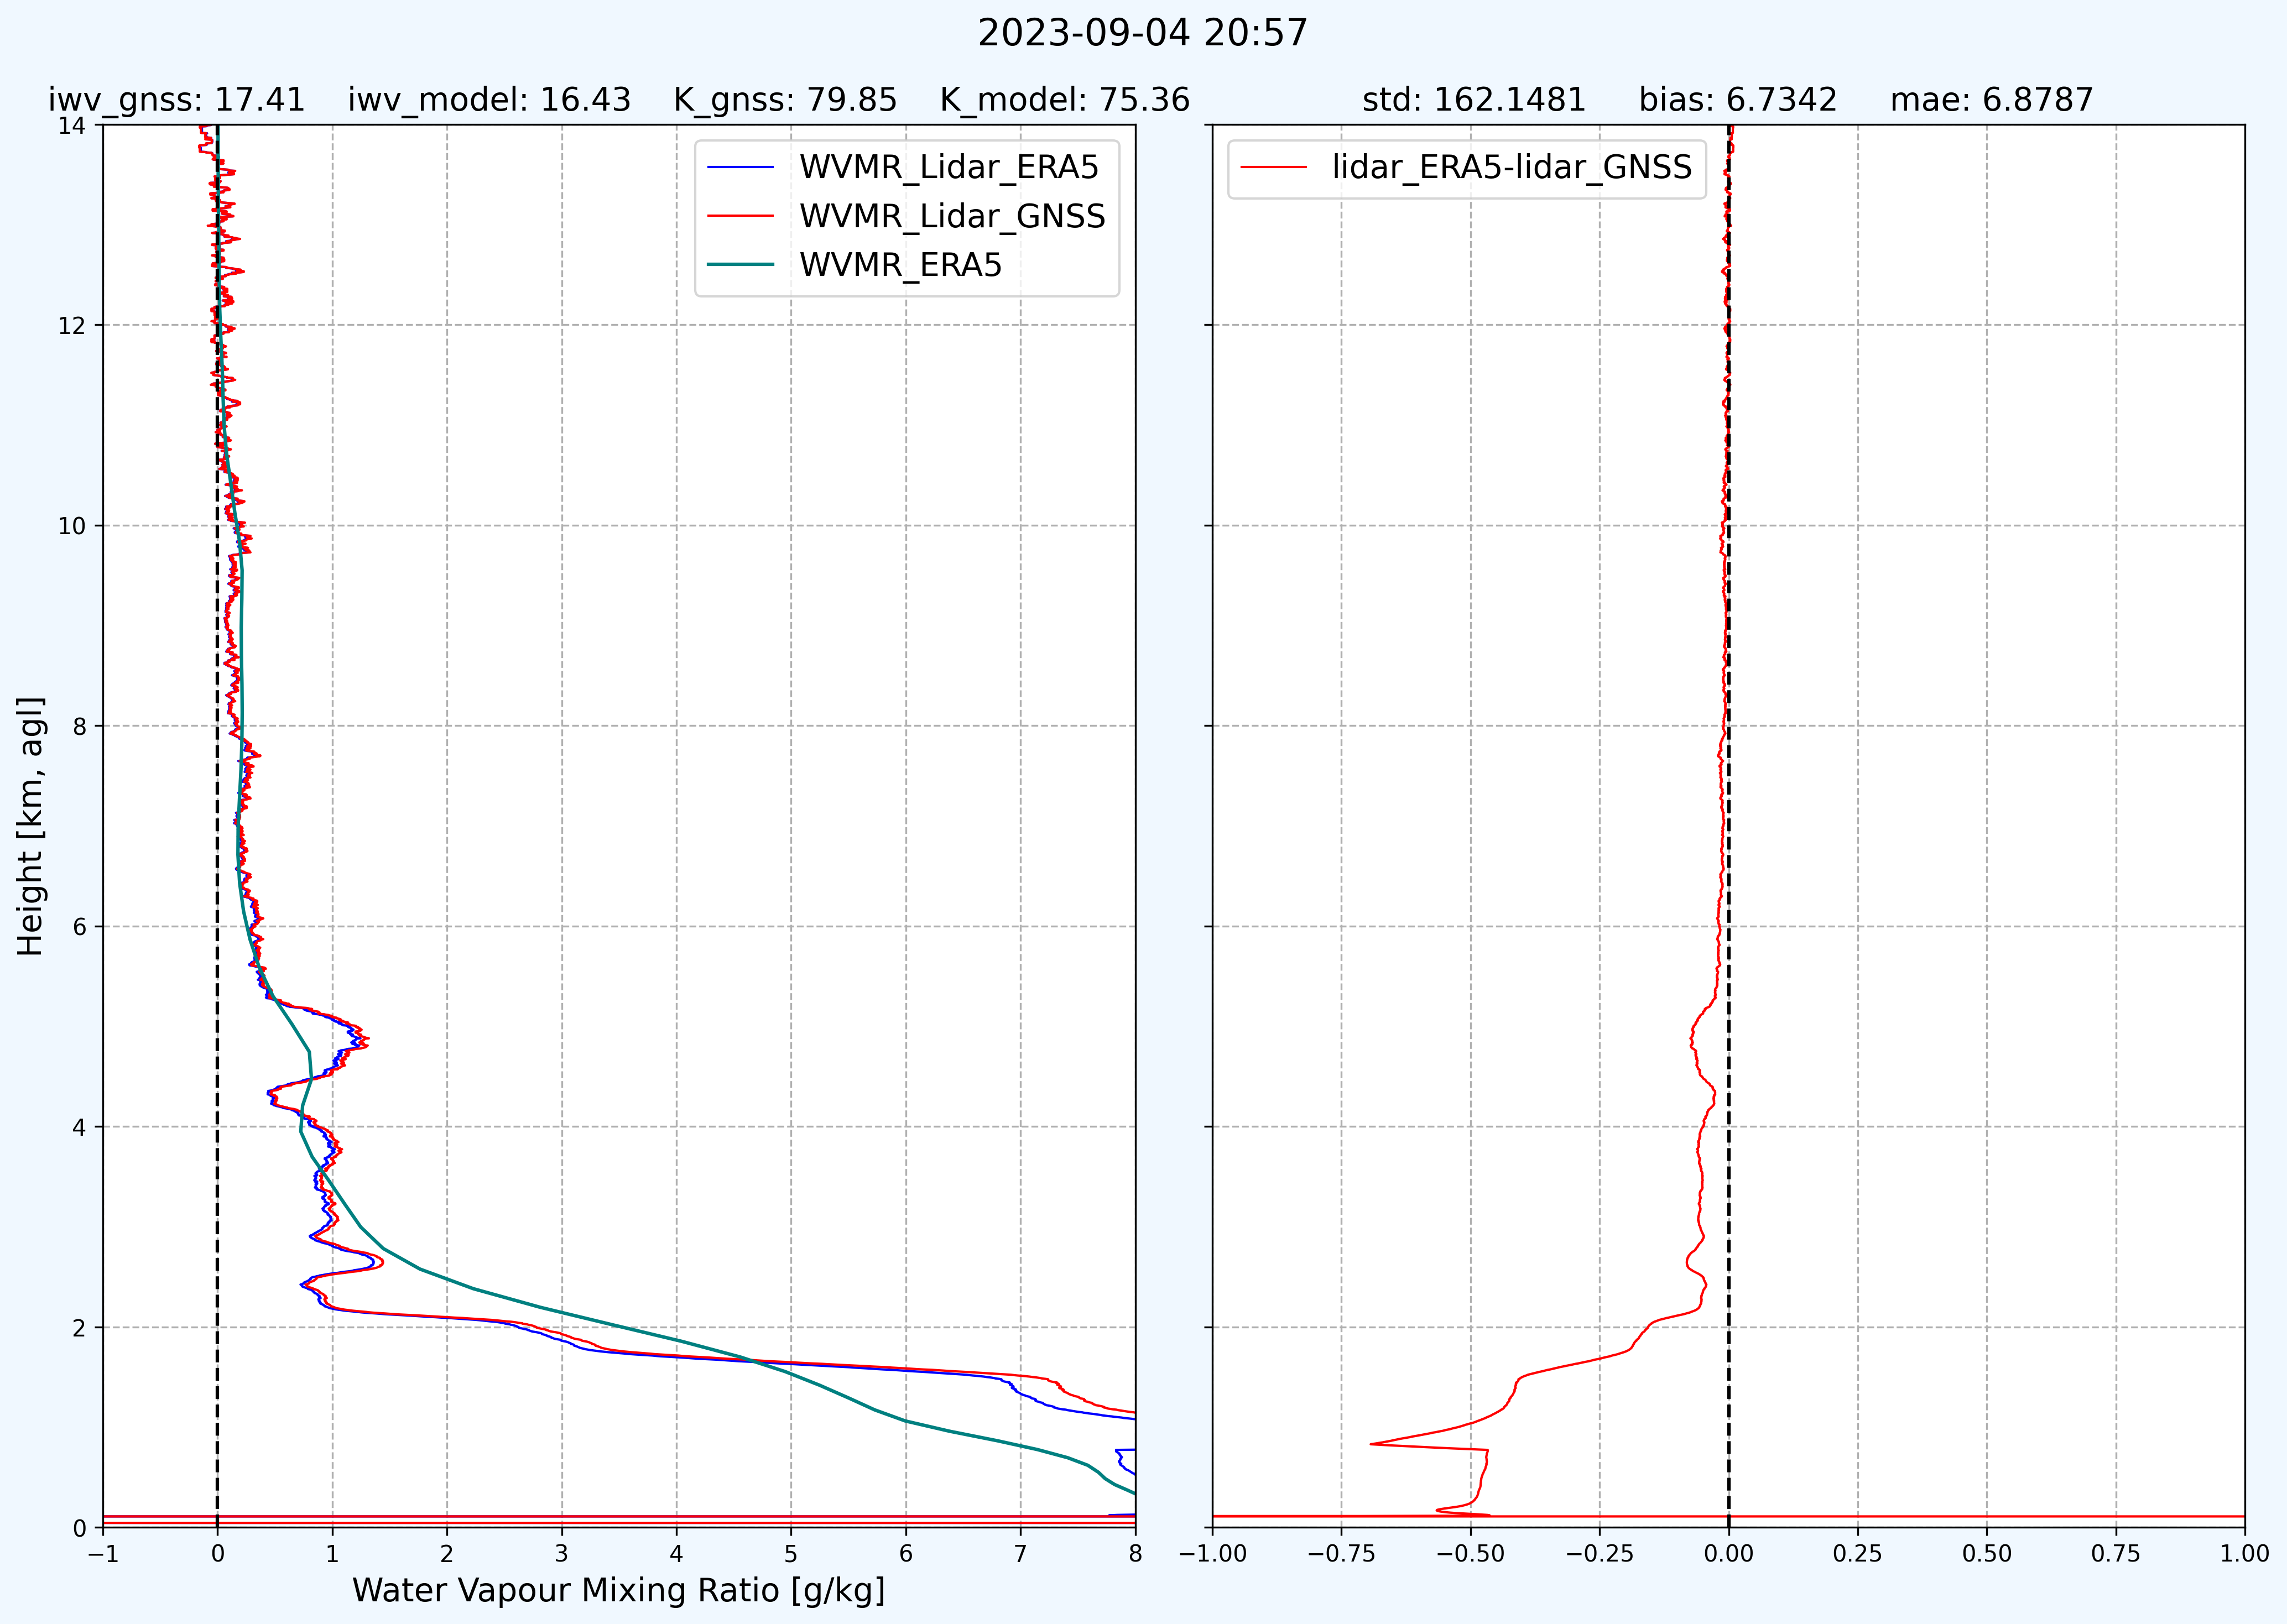 2023-09-04 20:57
iwv_gnss: 17.41    iwv_model: 16.43    K_gnss: 79.85    K_model: 75.36
std: 162.1481     bias: 6.7342     mae: 6.8787
WVMR_Lidar_ERA5
WVMR_Lidar_GNSS
WVMR_ERA5
lidar_ERA5-lidar_GNSS
14
12
10
8
6
4
2
0
Height [km, agl]
−1 0 1 2 3 4 5 6 7 8
Water Vapour Mixing Ratio [g/kg]
−1.00 −0.75 −0.50 −0.25 0.00 0.25 0.50 0.75 1.00